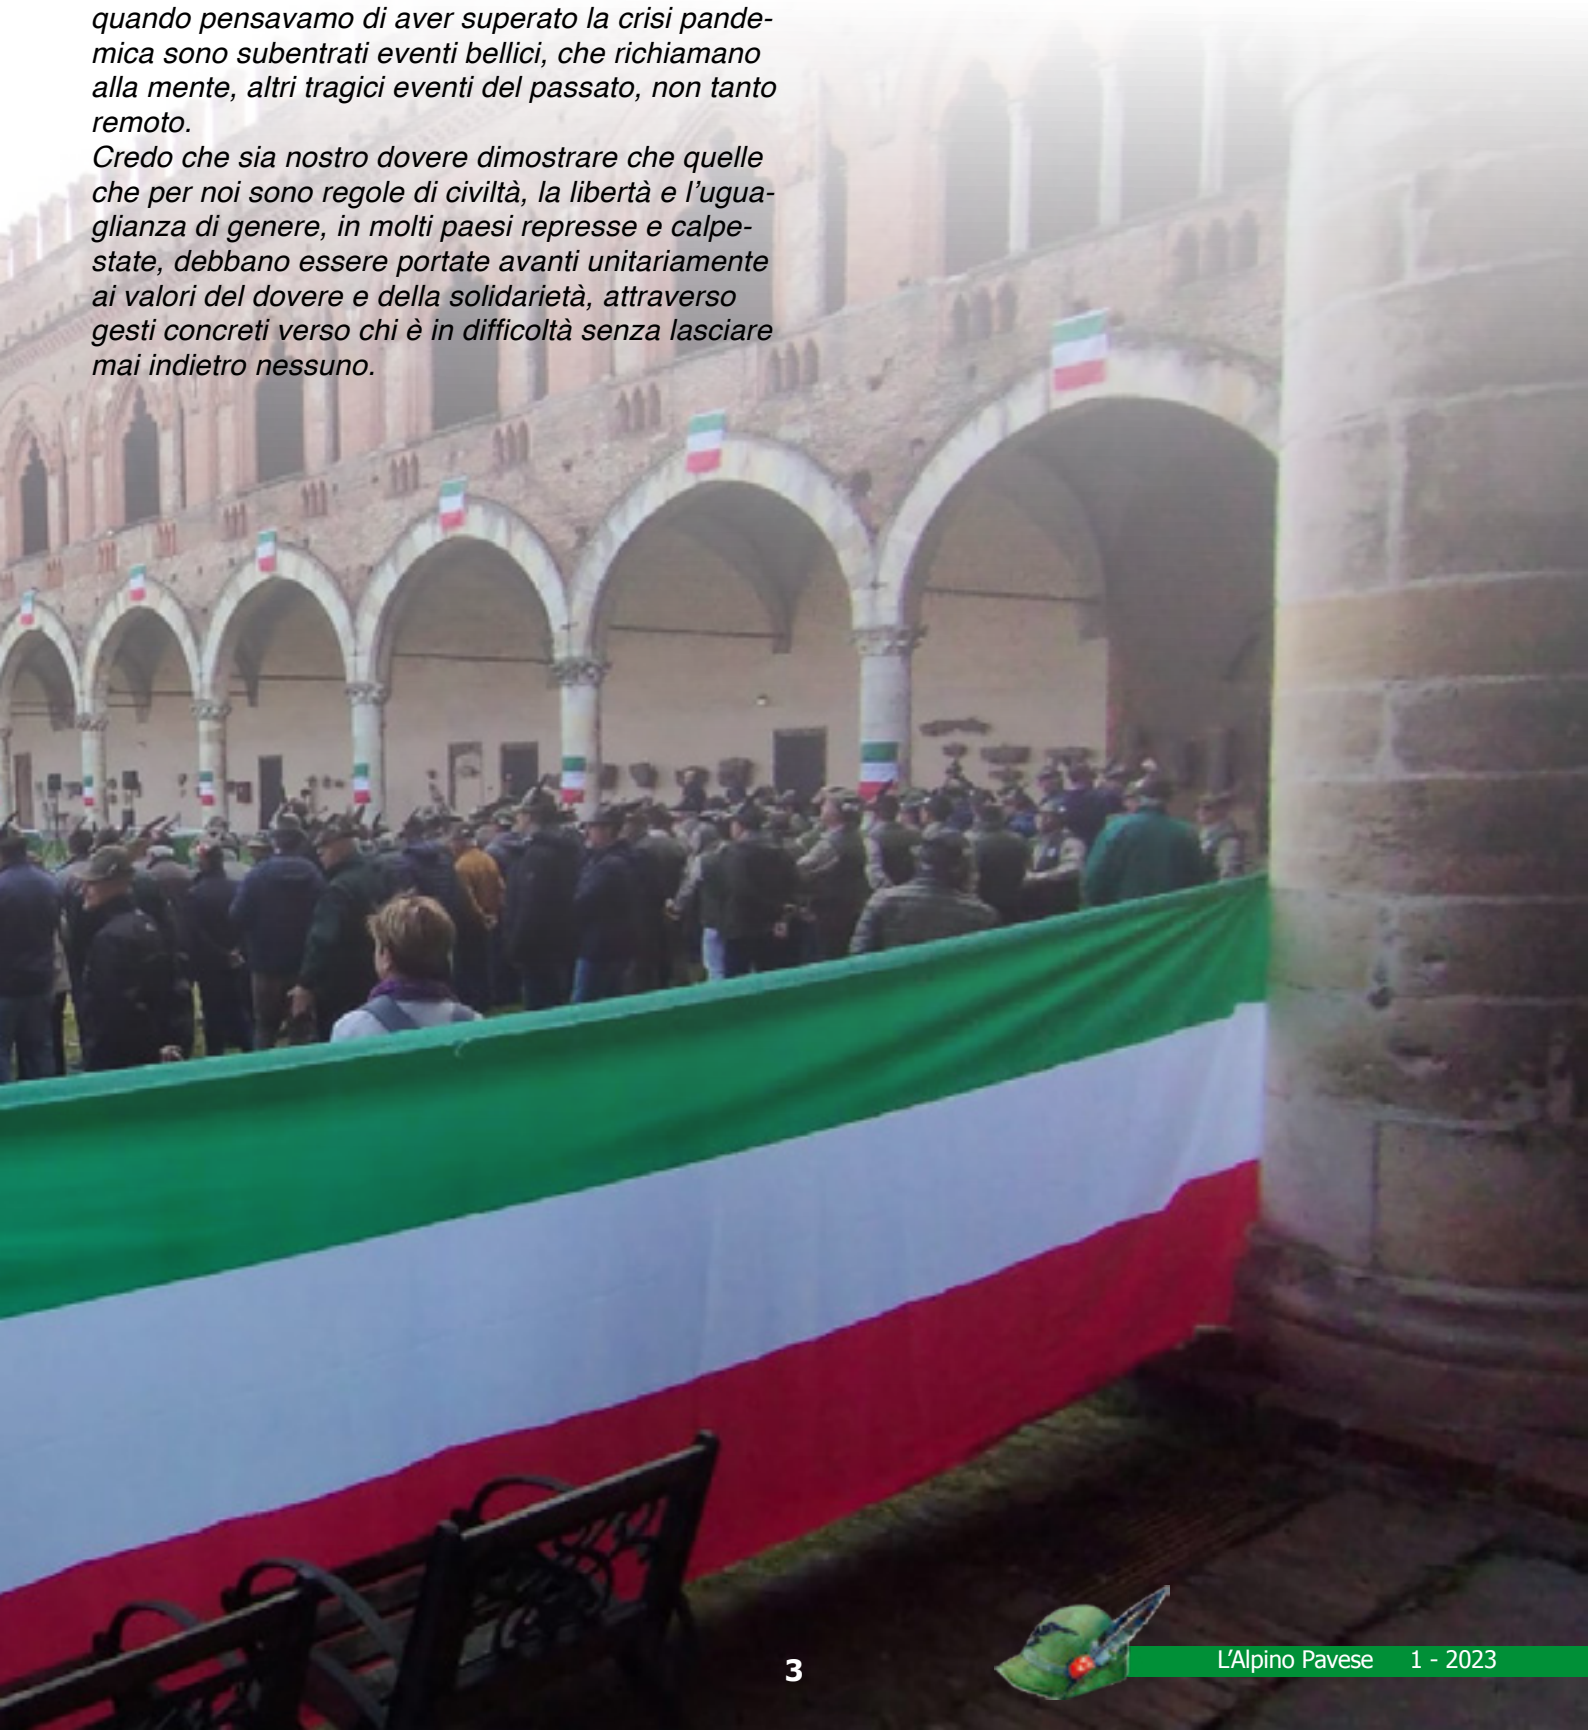 quando pensavamo di aver superato la crisi pande-
mica sono subentrati eventi bellici, che richiamano
alla mente, altri tragici eventi del passato, non tanto
remoto.
Credo che sia nostro dovere dimostrare che quelle
che per noi sono regole di civiltà, la libertà e l'ugua-
glianza di genere, in molti paesi represse e calpe-
state, debbano essere portate avanti unitariamente
ai valori del dovere e della solidarietà, attraverso
gesti concreti verso chi è in difficoltà senza lasciare
mai indietro nessuno.
3
L'Alpino Pavese 1 - 2023